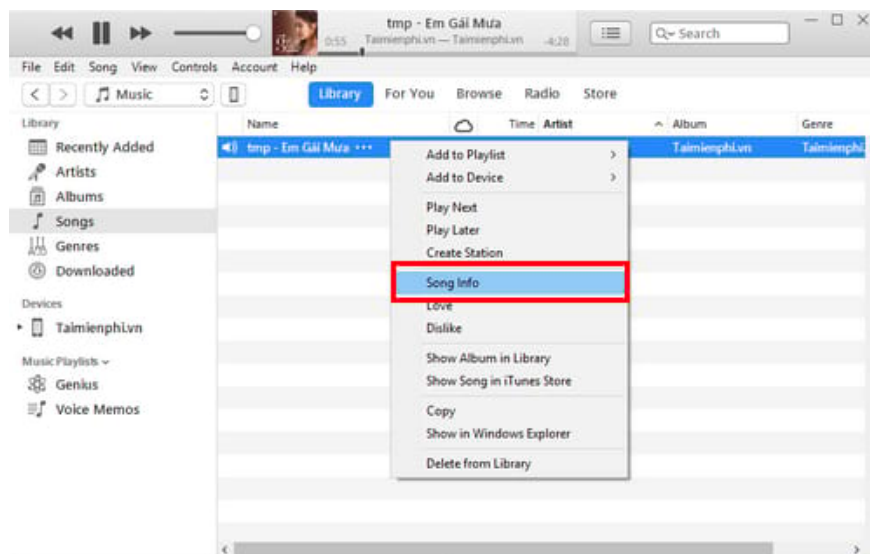 tmp - Em Gái Mưa
0:55 Taimienphi.vn — Taimienphi.vn -4:28
Search
File Edit Song View Controls Account Help
Music Library For You Browse Radio Store
Library
Recently Added
Artists
Albums
Songs
Genres
Downloaded
Devices
Taimienphi.vn
Music Playlists
Genius
Voice Memos
Name Time Artist Album Genre
tmp - Em Gái Mưa ••• Taimienphi.vn Taimienphi.
Add to Playlist
Add to Device
Play Next
Play Later
Create Station
Song Info
Love
Dislike
Show Album in Library
Show Song in iTunes Store
Copy
Show in Windows Explorer
Delete from Library